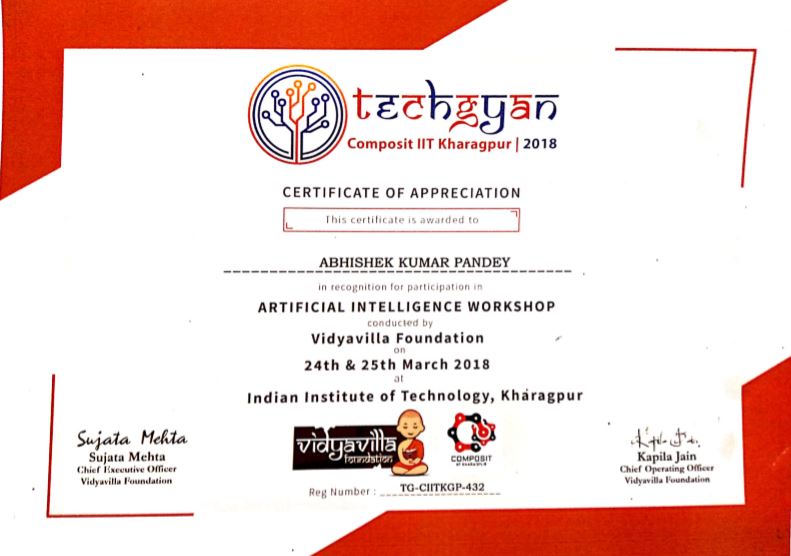 techgyan
Composit IIT Kharagpur | 2018
CERTIFICATE OF APPRECIATION
This certificate is awarded to
ABHISHEK KUMAR PANDEY
in recognition for participation in
ARTIFICIAL INTELLIGENCE WORKSHOP
conducted by
Vidyavilla Foundation
on
24th & 25th March 2018
at
Indian Institute of Technology, Kharagpur
Sujata Mehta
Sujata Mehta
Chief Executive Officer
Vidyavilla Foundation
vidyavilla
foundation
COMPOSIT
IIT KHARAGPUR
Kapila Jain
Chief Operating Officer
Vidyavilla Foundation
Reg Number : TG-CIITKGP-432